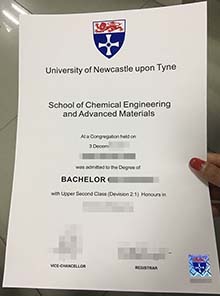 University of Newcastle upon Tyne
School of Chemical Engineering
and Advanced Materials
At a Congregation held on
3 Decem
was admitted to the Degree of
BACHELOR
with Upper Second Class (Devision 2.1) Honours in
VICE-CHANCELLOR
REGISTRAR